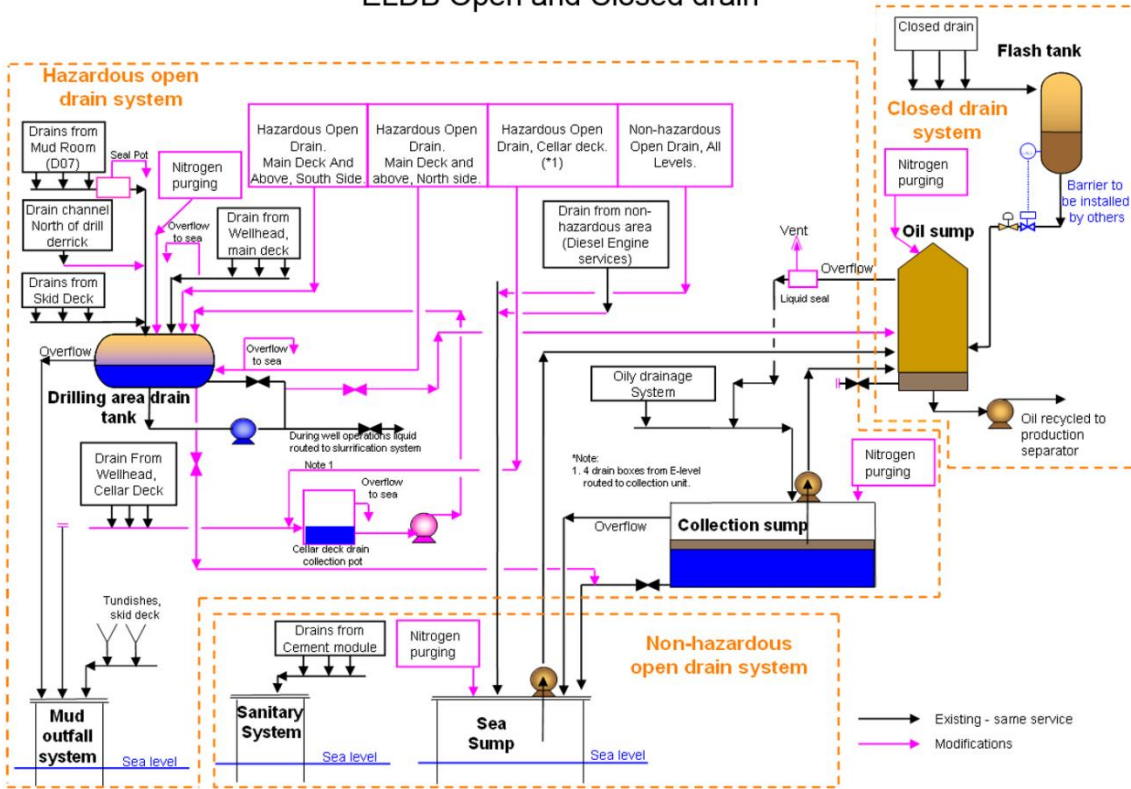 ELDB Open and Closed drain
Hazardous open
drain system
Drains from
Mud Room
(D07)
Seal Pot
Nitrogen
purging
Hazardous Open
Drain.
Main Deck And
Above, South Side.
Hazardous Open
Drain.
Main Deck and
above, North side.
Hazardous Open
Drain, Cellar deck.
(*1)
Non-hazardous
Open Drain, All
Levels.
Closed drain
Flash tank
Closed drain
system
Nitrogen
purging
Barrier to
be installed
by others
Drain channel
North of drill
derrick
Overflow
to sea
Drain from
Wellhead,
main deck
Drain from non-
hazardous area
(Diesel Engine
services)
Vent
Overflow
Liquid seal
Oil sump
Drains from
Skid Deck
Overflow
Drilling area drain
tank
Overflow
to sea
Oily drainage
System
During well operations liquid
routed to slurrification system
Oil recycled to
production
separator
Drain From
Wellhead,
Cellar Deck
Note 1
Overflow
to sea
Cellar deck drain
collection pot
*Note:
1. 4 drain boxes from E-level
routed to collection unit.
Nitrogen
purging
Overflow
Collection sump
Tundishes,
skid deck
Drains from
Cement module
Nitrogen
purging
Non-hazardous
open drain system
Mud
outfall
system
Sea level
Sanitary
System
Sea
Sump
Sea level
Existing - same service
Modifications